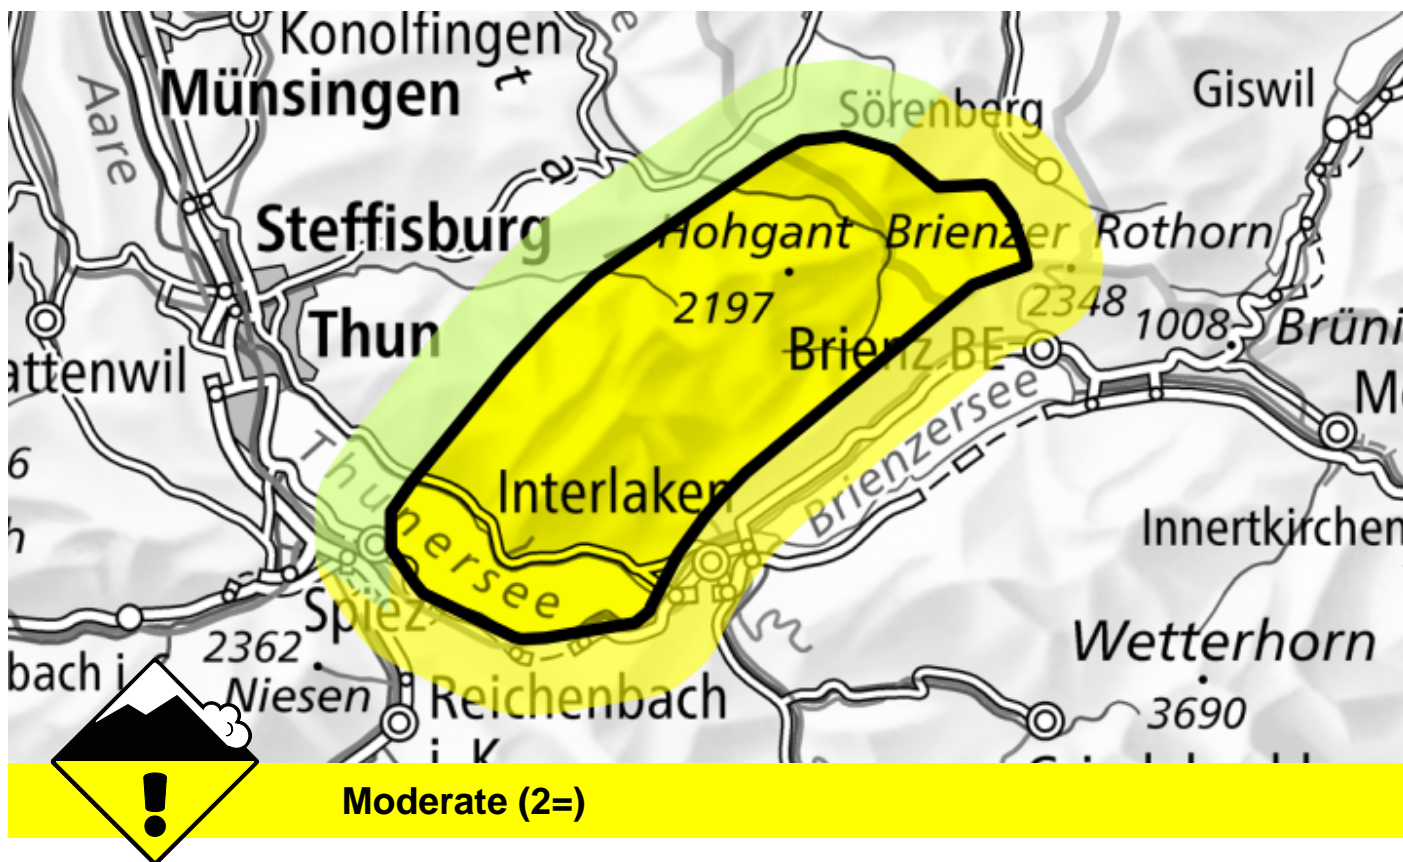 Konolfingen
t
e
Münsingen
Aare
Sörenberg
Giswil
a
Steffisburg
Hohgant
Brienzer Rothorn
2197
2348
1008
Brüni
Thun
Brienz BE
attenwil
Brienzersee
M
6
Thunersee
Interlaken
Innertkirchen
Spiez
2362
Niesen
Wetterhorn
3690
bach i
Reichenbach
i. K
Moderate (2=)